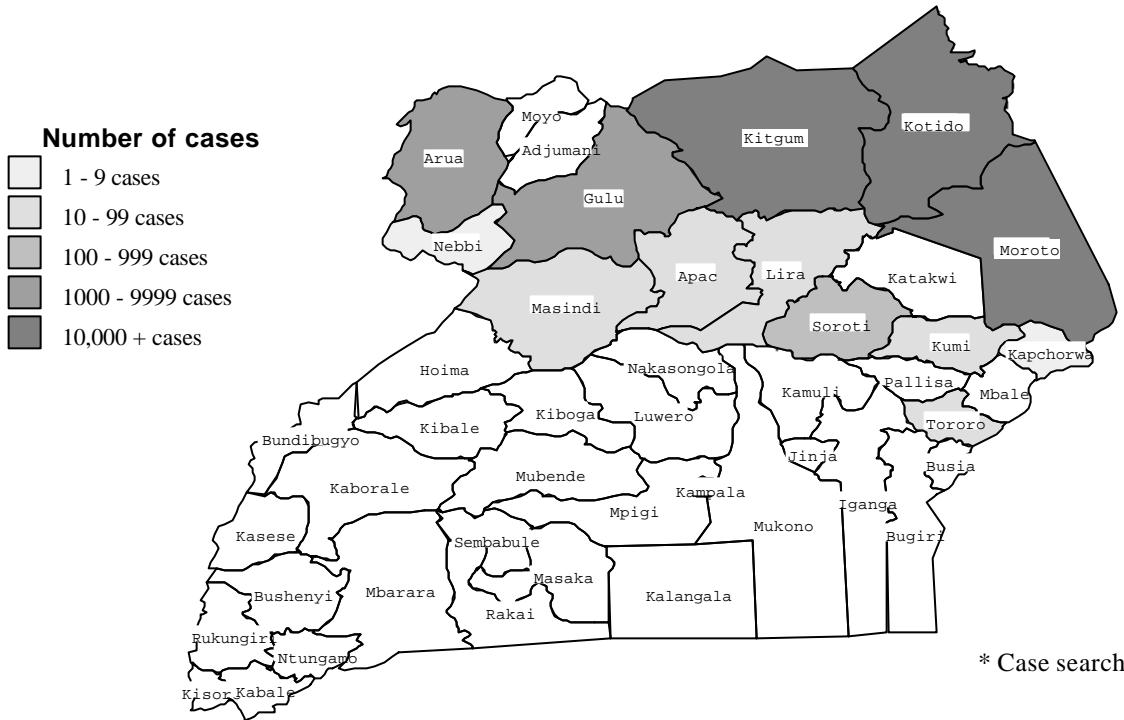 Number of cases
1 - 9 cases
10 - 99 cases
100 - 999 cases
1000 - 9999 cases
10,000 + cases
Moyo
Adjumani
Arua
Kitgum
Kotido
Gulu
Nebbi
Moroto
Apac
Lira
Katakwi
Masindi
Soroti
Kumi
Kapchorwa
Hoima
Nakasongola
Kamuli
Pallisa
Mbale
Kiboga
Luwero
Kibale
Tororo
Bundibugyo
Jinja
Busia
Mubende
Kaborale
Kampala
Iganga
Mpigi
Mukono
Kasese
Bugiri
Sembabule
Masaka
Bushenyi
Mbarara
Kalangala
Rakai
Rukungiri
Ntungamo
Kisor
Kabale
* Case search